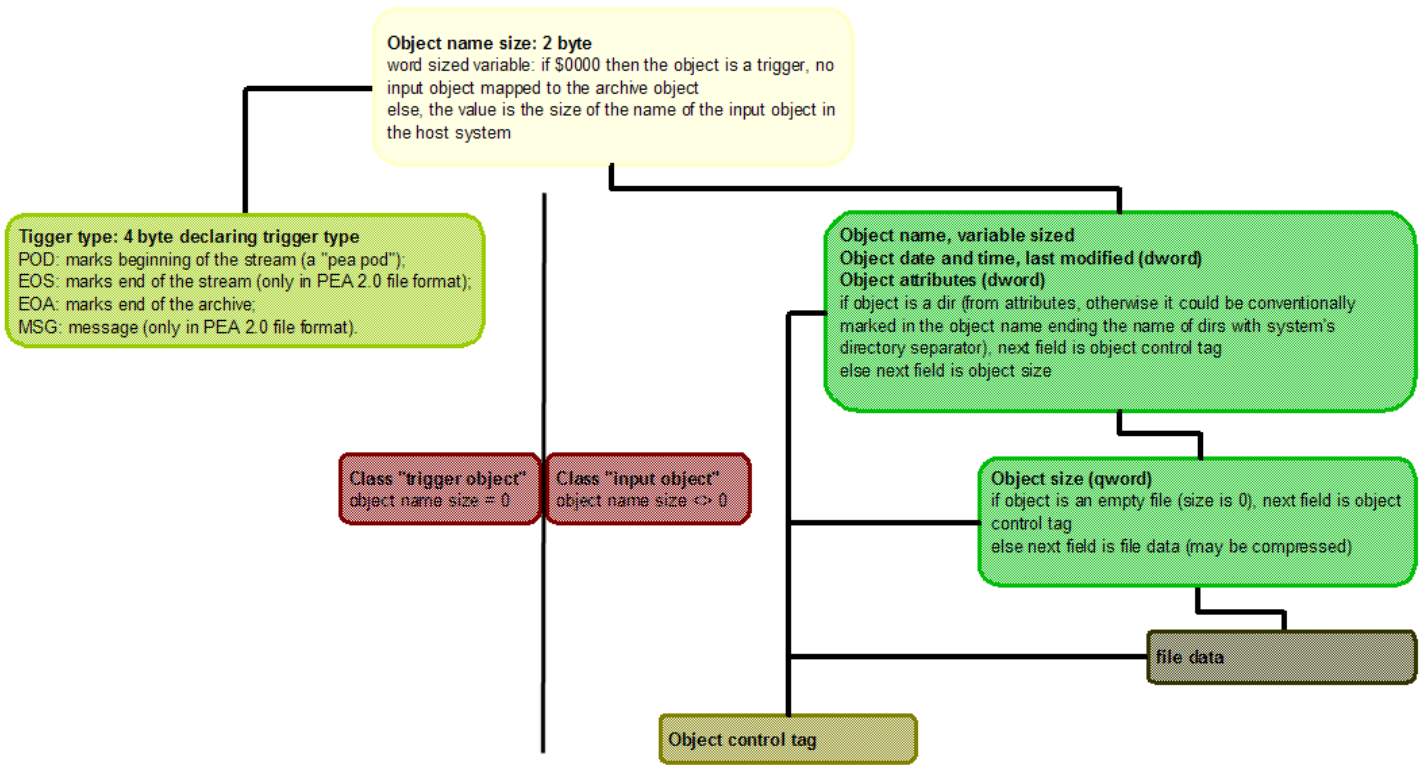 Object name size: 2 byte
word sized variable: if $0000 then the object is a trigger, no
input object mapped to the archive object
else, the value is the size of the name of the input object in
the host system
Tigger type: 4 byte declaring trigger type
POD: marks beginning of the stream (a "pea pod");
EOS: marks end of the stream (only in PEA 2.0 file format);
EOA: marks end of the archive;
MSG: message (only in PEA 2.0 file format).
Object name, variable sized
Object date and time, last modified (dword)
Object attributes (dword)
if object is a dir (from attributes, otherwise it could be conventionally
marked in the object name ending the name of dirs with system's
directory separator), next field is object control tag
else next field is object size
Class "trigger object"
object name size = 0
Class "input object"
object name size <> 0
Object size (qword)
if object is an empty file (size is 0), next field is object
control tag
else next field is file data (may be compressed)
file data
Object control tag